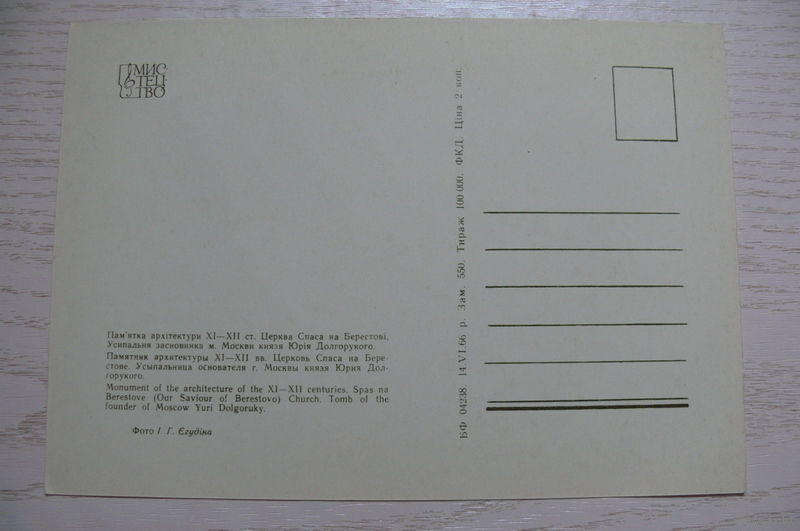 МИС-
ТЕЦ-
ТВО
Пам'ятка архітектури XI—XII ст. Церква Спаса на Берестові.
Усипальня засновника м. Москви князя Юрія Долгорукого.
Памятник архитектуры XI—XII вв. Церковь Спаса на Бере-
стове. Усыпальница основателя г. Москвы князя Юрия Дол-
горукого.
Monument of the architecture of the XI—XII centuries. Spas na
Berestove (Our Saviour of Berestovo) Church. Tomb of the
founder of Moscow Yuri Dolgoruky.
Фото І. Г. Єгудіна
БФ 04238. 14.VI.66 р. Зам. 550. Тираж 100 000. ФКД. Ціна 2 коп.